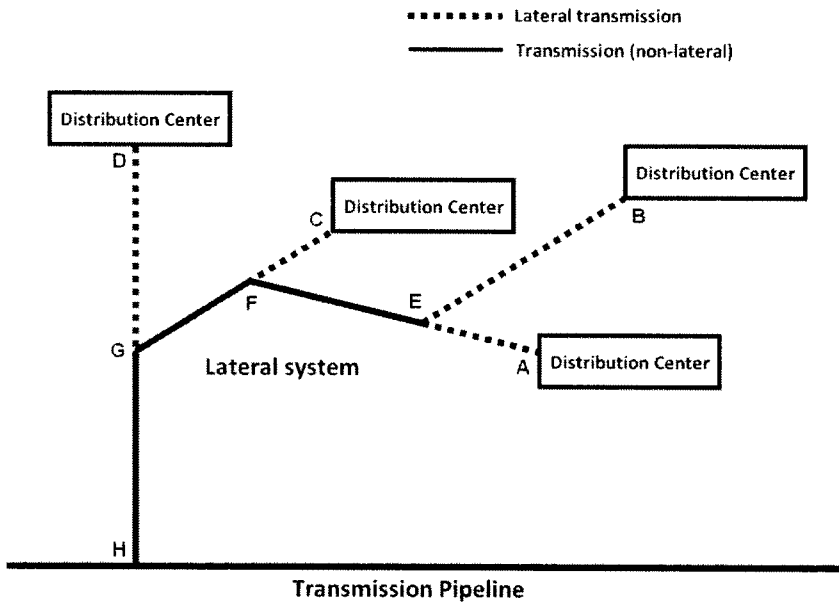 Lateral transmission
Transmission (non-lateral)
Distribution Center
D
Distribution Center
C
Distribution Center
B
F
E
G
Lateral system
A
Distribution Center
H
Transmission Pipeline